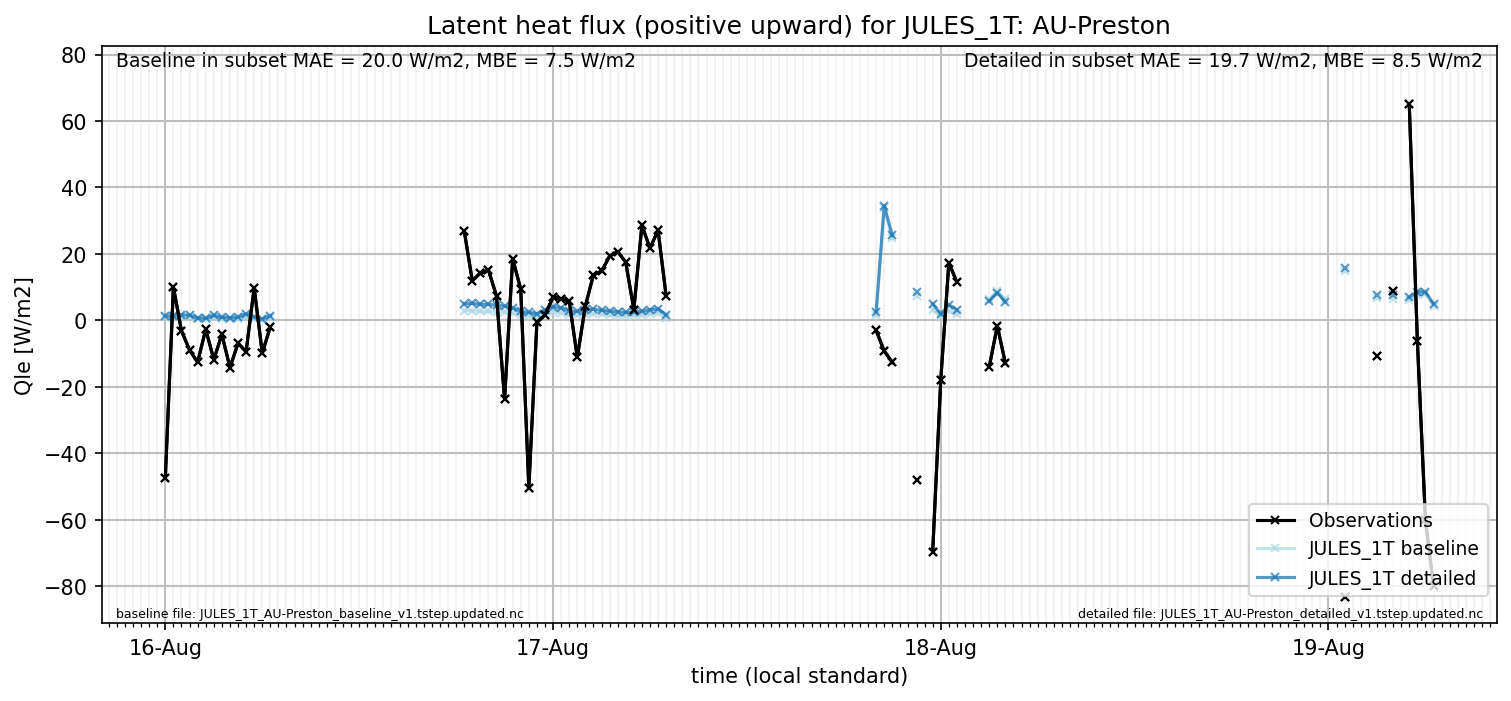 Latent heat flux (positive upward) for JULES_1T: AU-Preston
Baseline in subset MAE = 20.0 W/m2, MBE = 7.5 W/m2
Detailed in subset MAE = 19.7 W/m2, MBE = 8.5 W/m2
80
60
40
20
0
−20
−40
−60
−80
Qle [W/m2]
Observations
JULES_1T baseline
JULES_1T detailed
baseline file: JULES_1T_AU-Preston_baseline_v1.tstep.updated.nc
detailed file: JULES_1T_AU-Preston_detailed_v1.tstep.updated.nc
16-Aug
17-Aug
18-Aug
19-Aug
time (local standard)